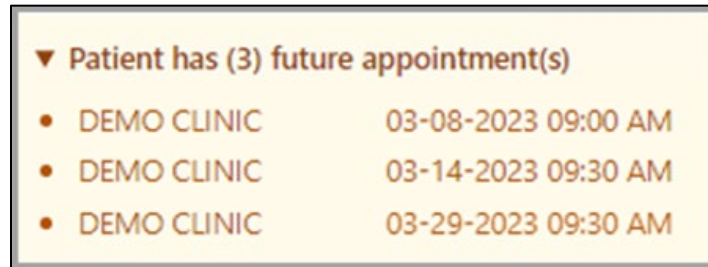 ▼ Patient has (3) future appointment(s)
• DEMO CLINIC 03-08-2023 09:00 AM
• DEMO CLINIC 03-14-2023 09:30 AM
• DEMO CLINIC 03-29-2023 09:30 AM